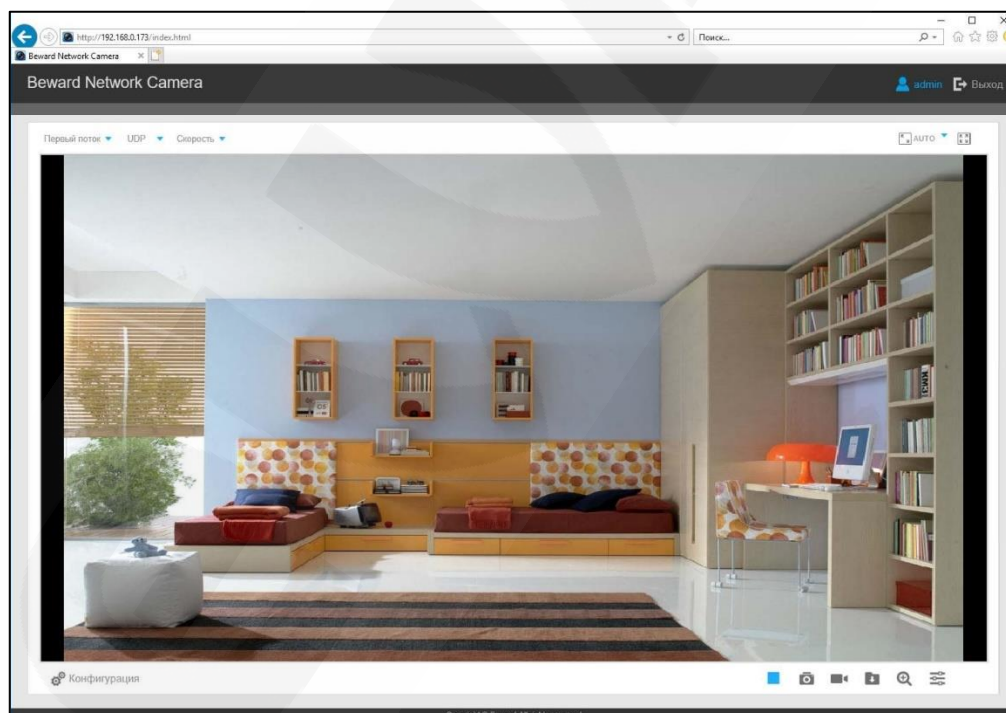 http://192.168.0.173/index.html
Поиск...
Beward Network Camera
Beward Network Camera
admin
Выход
Первый поток
UDP
Скорость
AUTO
Конфигурация